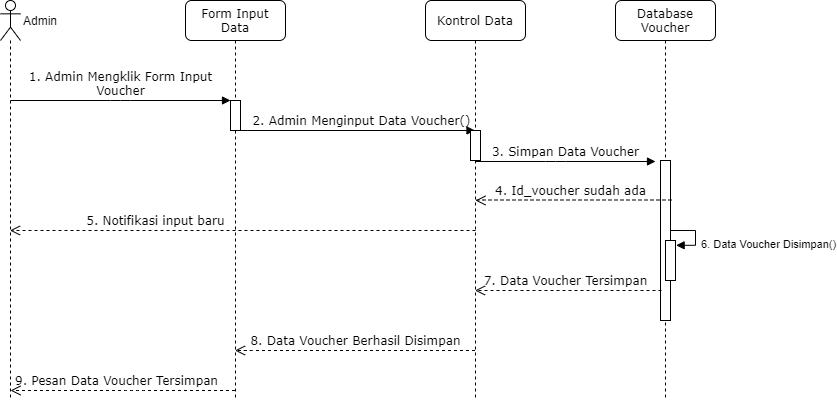 Admin
Form Input
Data
Kontrol Data
Database
Voucher
1. Admin Mengklik Form Input
Voucher
2. Admin Menginput Data Voucher()
3. Simpan Data Voucher
4. Id_voucher sudah ada
5. Notifikasi input baru
6. Data Voucher Disimpan()
7. Data Voucher Tersimpan
8. Data Voucher Berhasil Disimpan
9. Pesan Data Voucher Tersimpan